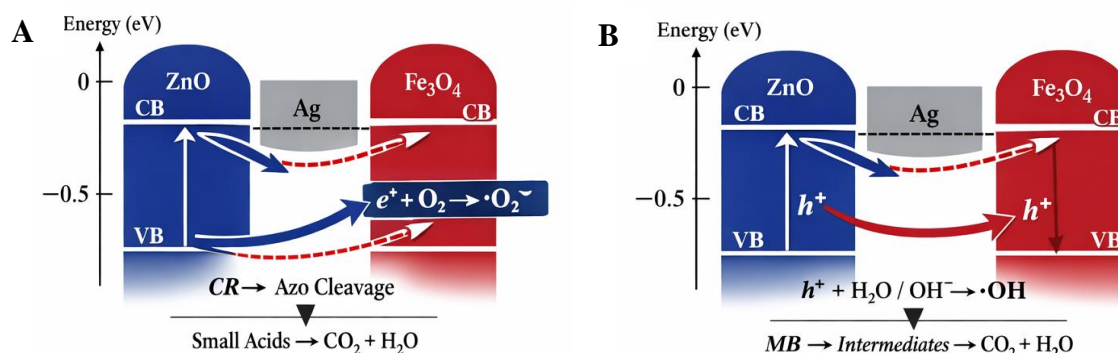 A
Energy (eV)
ZnO
Fe₃O₄
0
Ag
CB
CB
−0.5
e⁺ + O₂ → ·O₂˘
VB
CR → Azo Cleavage
Small Acids → CO₂ + H₂O
B
Energy (eV)
ZnO
Fe₃O₄
0
Ag
CB
CB
−0.5
h⁺
h⁺
VB
VB
h⁺ + H₂O / OH⁻ → ·OH
MB → Intermediates → CO₂ + H₂O